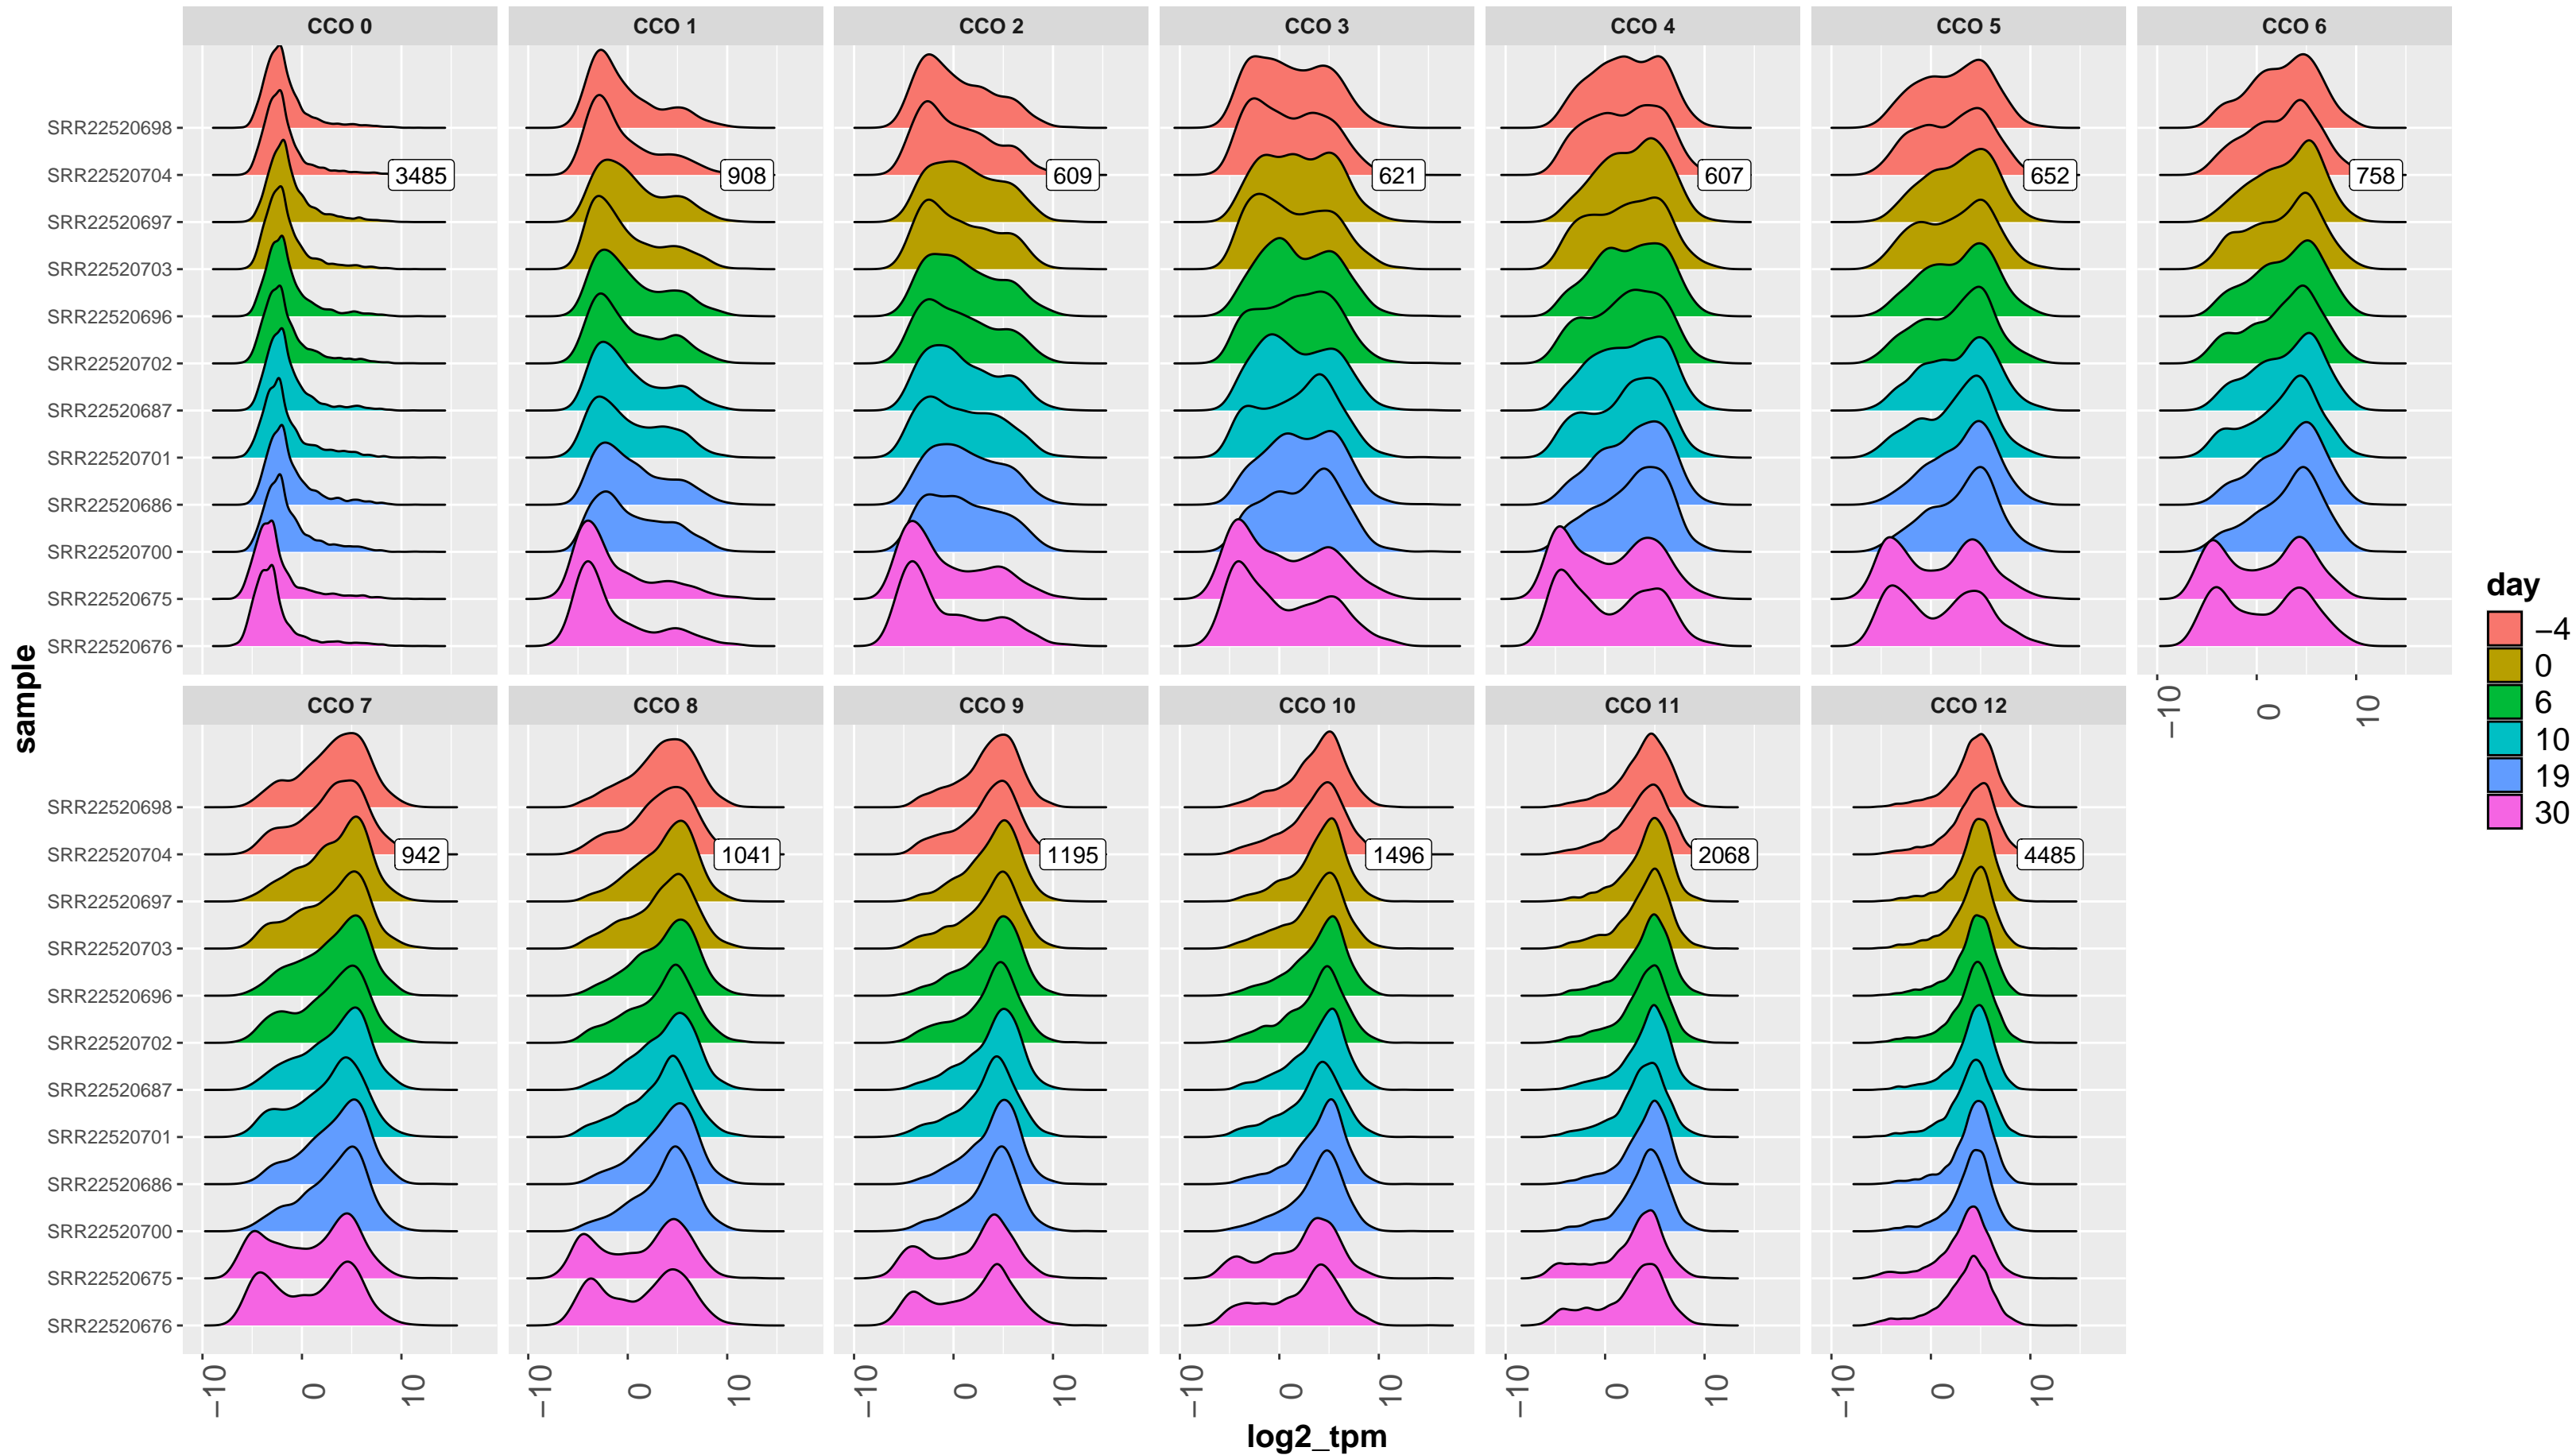 CCO 0 CCO 1 CCO 2 CCO 3 CCO 4 CCO 5 CCO 6
SRR22520698
SRR22520704 3485 908 609 621 607 652 758
SRR22520697
SRR22520703
SRR22520696
SRR22520702
SRR22520687
SRR22520701
SRR22520686
SRR22520700
SRR22520675
SRR22520676
−10 0 10
CCO 7 CCO 8 CCO 9 CCO 10 CCO 11 CCO 12
SRR22520698
SRR22520704 942 1041 1195 1496 2068 4485
SRR22520697
SRR22520703
SRR22520696
SRR22520702
SRR22520687
SRR22520701
SRR22520686
SRR22520700
SRR22520675
SRR22520676
−10 0 10 −10 0 10 −10 0 10 −10 0 10 −10 0 10 −10 0 10
log2_tpm
sample
day
−4
0
6
10
19
30